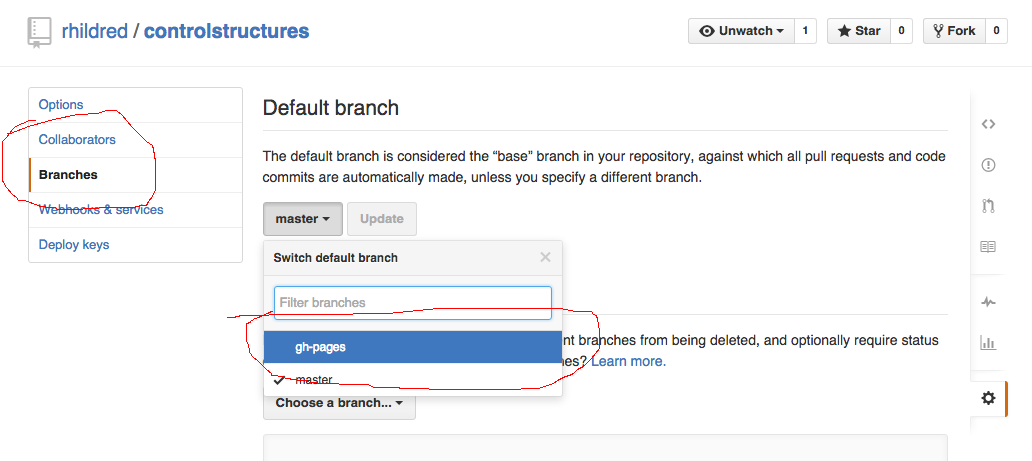 rhildred / controlstructures
Unwatch 1 Star 0 Fork 0
Options
Collaborators
Branches
Webhooks & services
Deploy keys
Default branch
The default branch is considered the “base” branch in your repository, against which all pull requests and code
commits are automatically made, unless you specify a different branch.
master Update
Switch default branch
Filter branches
gh-pages
master
nt branches from being deleted, and optionally require status
es? Learn more.
Choose a branch...